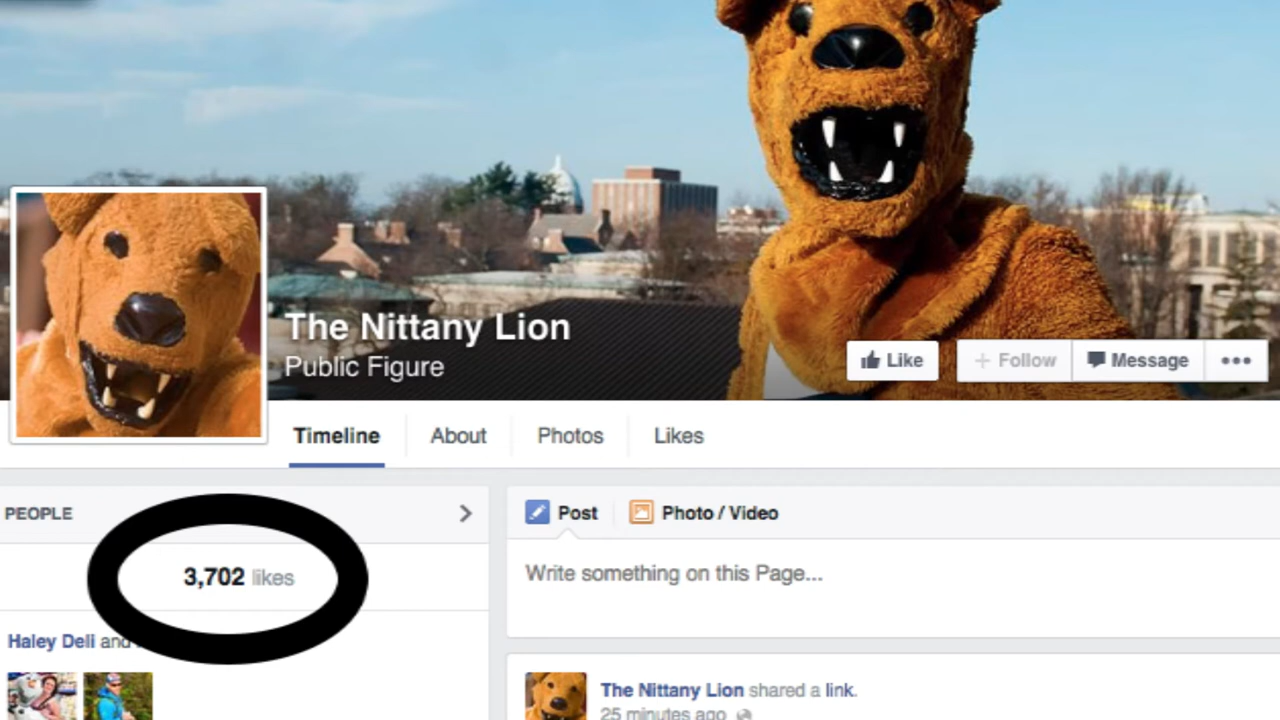 The Nittany Lion
Public Figure
Like
Follow
Message
Timeline
About
Photos
Likes
PEOPLE
3,702 likes
Haley Deli and
Post
Photo / Video
Write something on this Page...
The Nittany Lion shared a link.
25 minutes ago